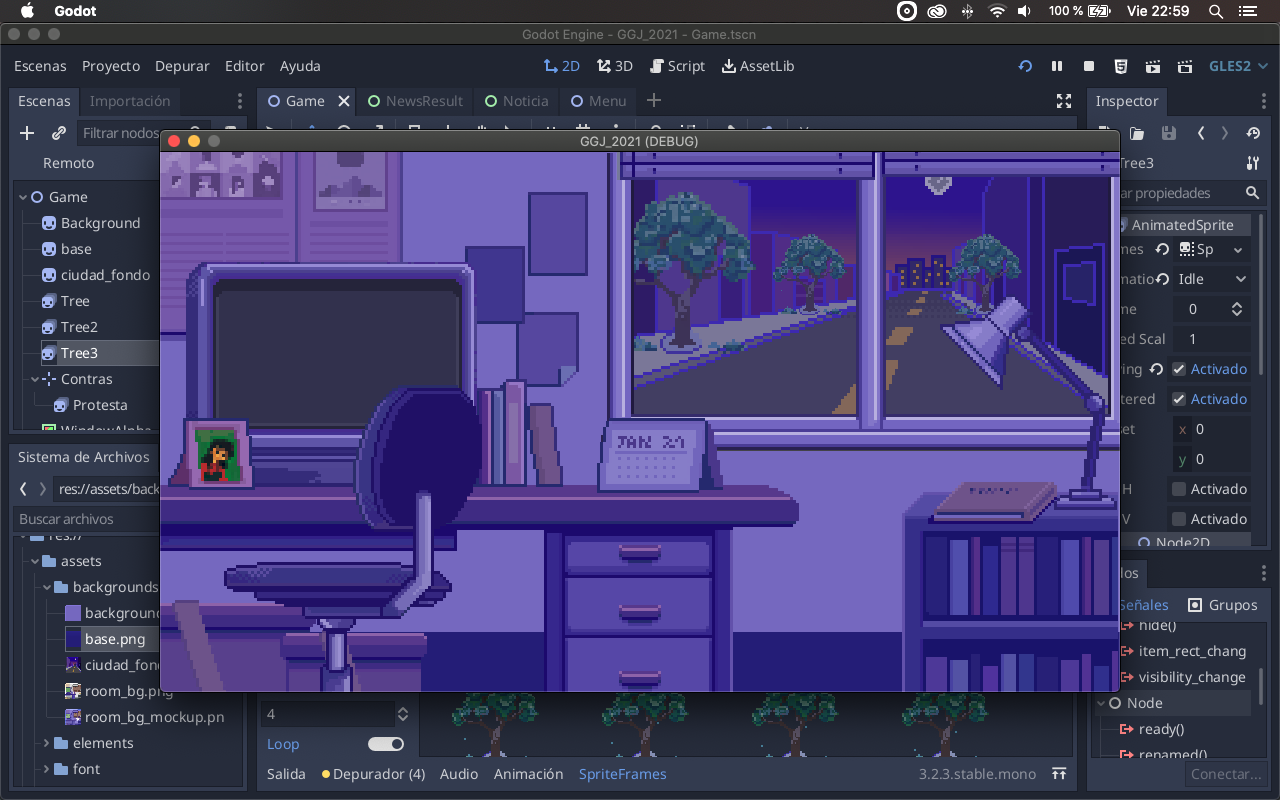 Godot
100 %
Vie 22:59
Godot Engine - GGJ_2021 - Game.tscn
Escenas Proyecto Depurar Editor Ayuda
2D 3D Script AssetLib
GLES2
Escenas Importación
Game NewsResult Noticia Menu
Inspector
Filtrar nodos
GGJ_2021 (DEBUG)
Remoto
Tree3
ar propiedades
Game
Background
base
ciudad_fondo
Tree
Tree2
Tree3
Contras
Protesta
WindowAlpha
AnimatedSprite
mes Sp
matio Idle
me 0
ed Scal 1
ing Activado
tered Activado
set x 0
y 0
H Activado
V Activado
Node2D
JAN 21
Sistema de Archivos
res://assets/back
Buscar archivos
res://
assets
backgrounds
background
base.png
ciudad_fon
room_bg.png
room_bg_mockup.pn
elements
font
dos
Señales Grupos
hide()
item_rect_chang
visibility_change
Node
ready()
renamed()
Conectar...
4
Loop
Salida Depurador (4) Audio Animación SpriteFrames
3.2.3.stable.mono